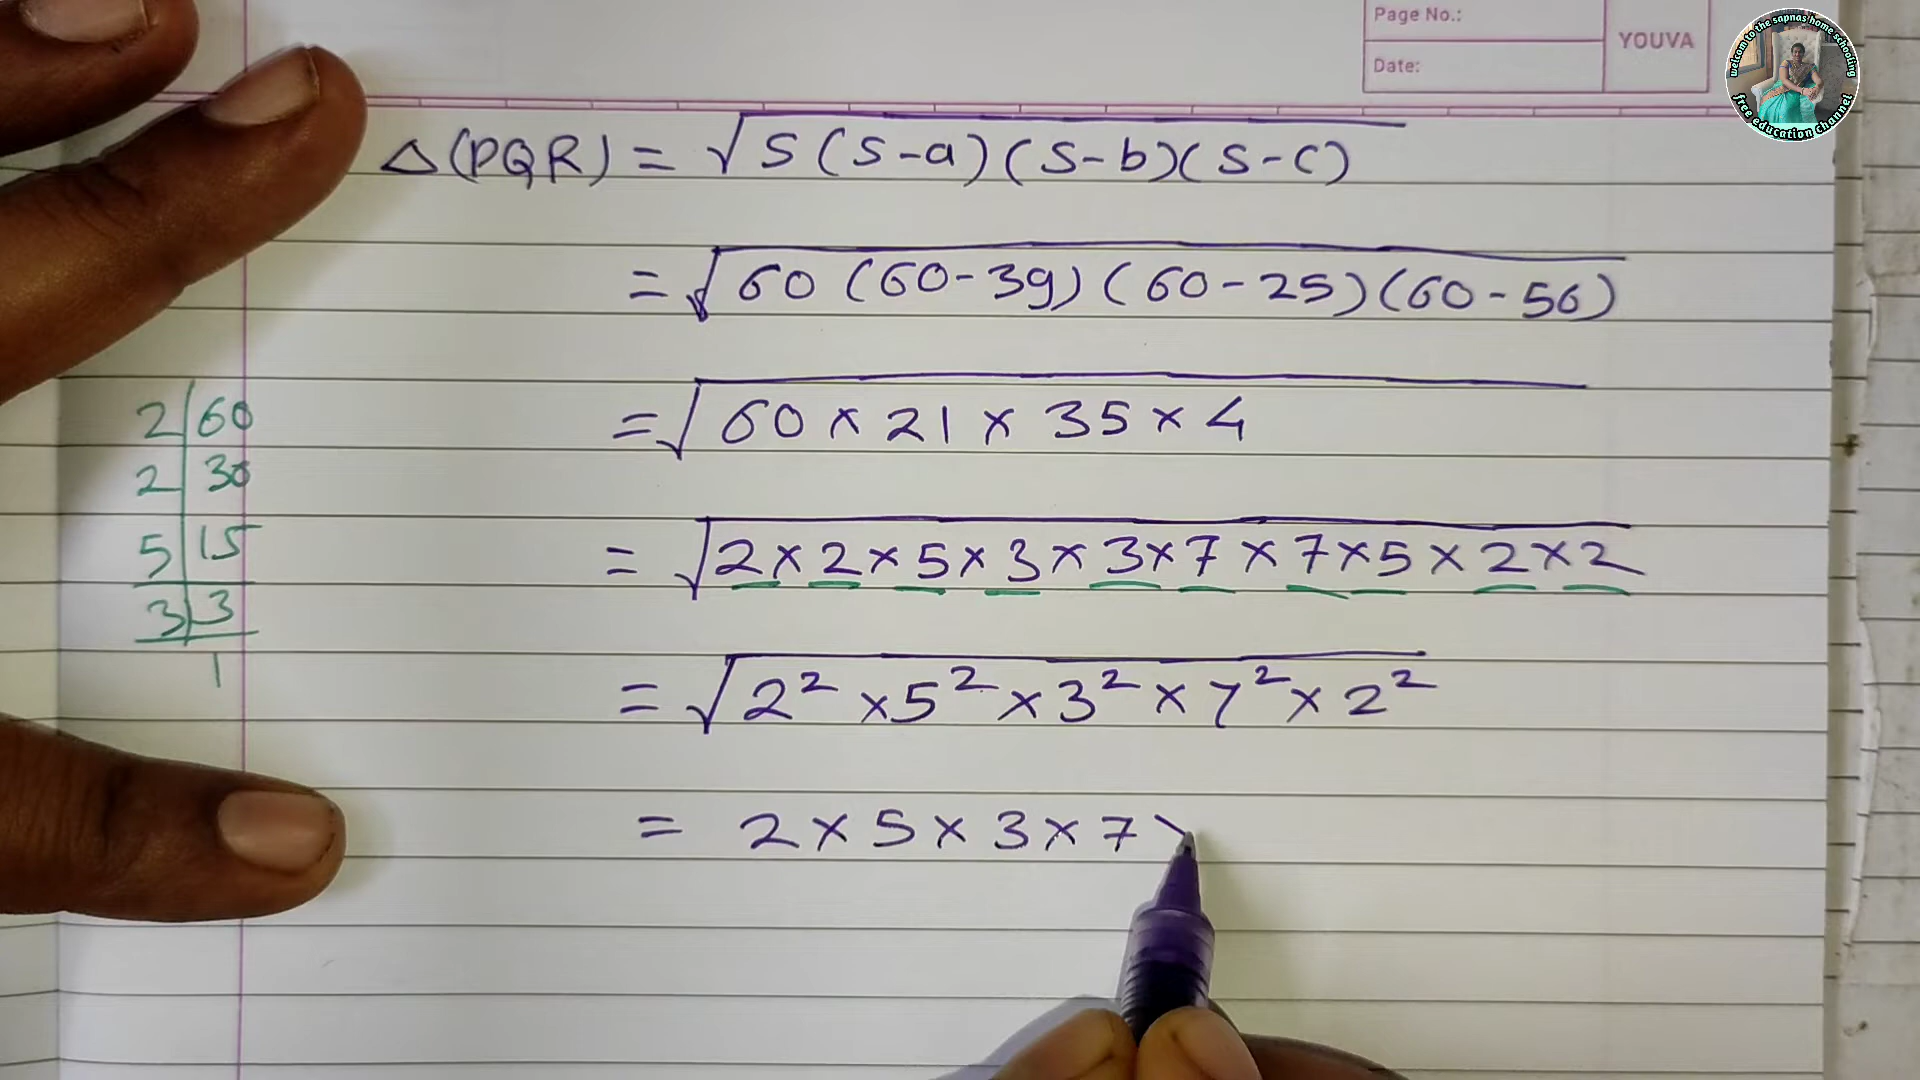 Page No.:
YOUVA
Date:
welcom to the sapnas home schooling
free education channel
△(PQR) = √S(S-a)(S-b)(S-c)
= √60(60-39)(60-25)(60-56)
= √60×21×35×4
= √2×2×5×3×3×7×7×5×2×2
= √2²×5²×3²×7²×2²
= 2×5×3×7×
2|60
2|30
5|15
3|3
1